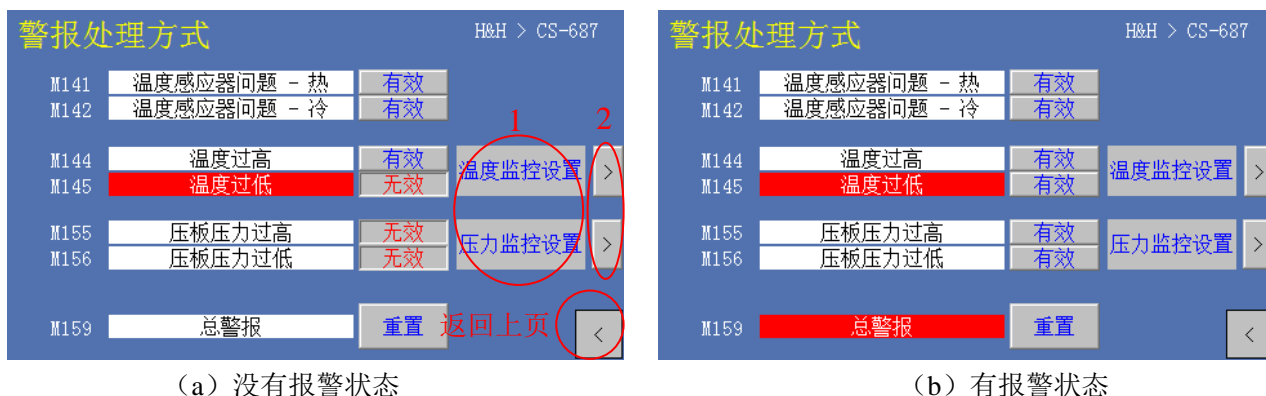 警报处理方式 H&H > CS-687
M141 温度感应器问题 - 热 有效
M142 温度感应器问题 - 冷 有效
1 2
M144 温度过高 有效
温度监控设置 >
M145 温度过低 无效
M155 压板压力过高 无效
压力监控设置 >
M156 压板压力过低 无效
M159 总警报 重置 返回上页 <
(a)没有报警状态
警报处理方式 H&H > CS-687
M141 温度感应器问题 - 热 有效
M142 温度感应器问题 - 冷 有效
M144 温度过高 有效
温度监控设置 >
M145 温度过低 有效
M155 压板压力过高 有效
压力监控设置 >
M156 压板压力过低 有效
M159 总警报 重置 <
(b)有报警状态